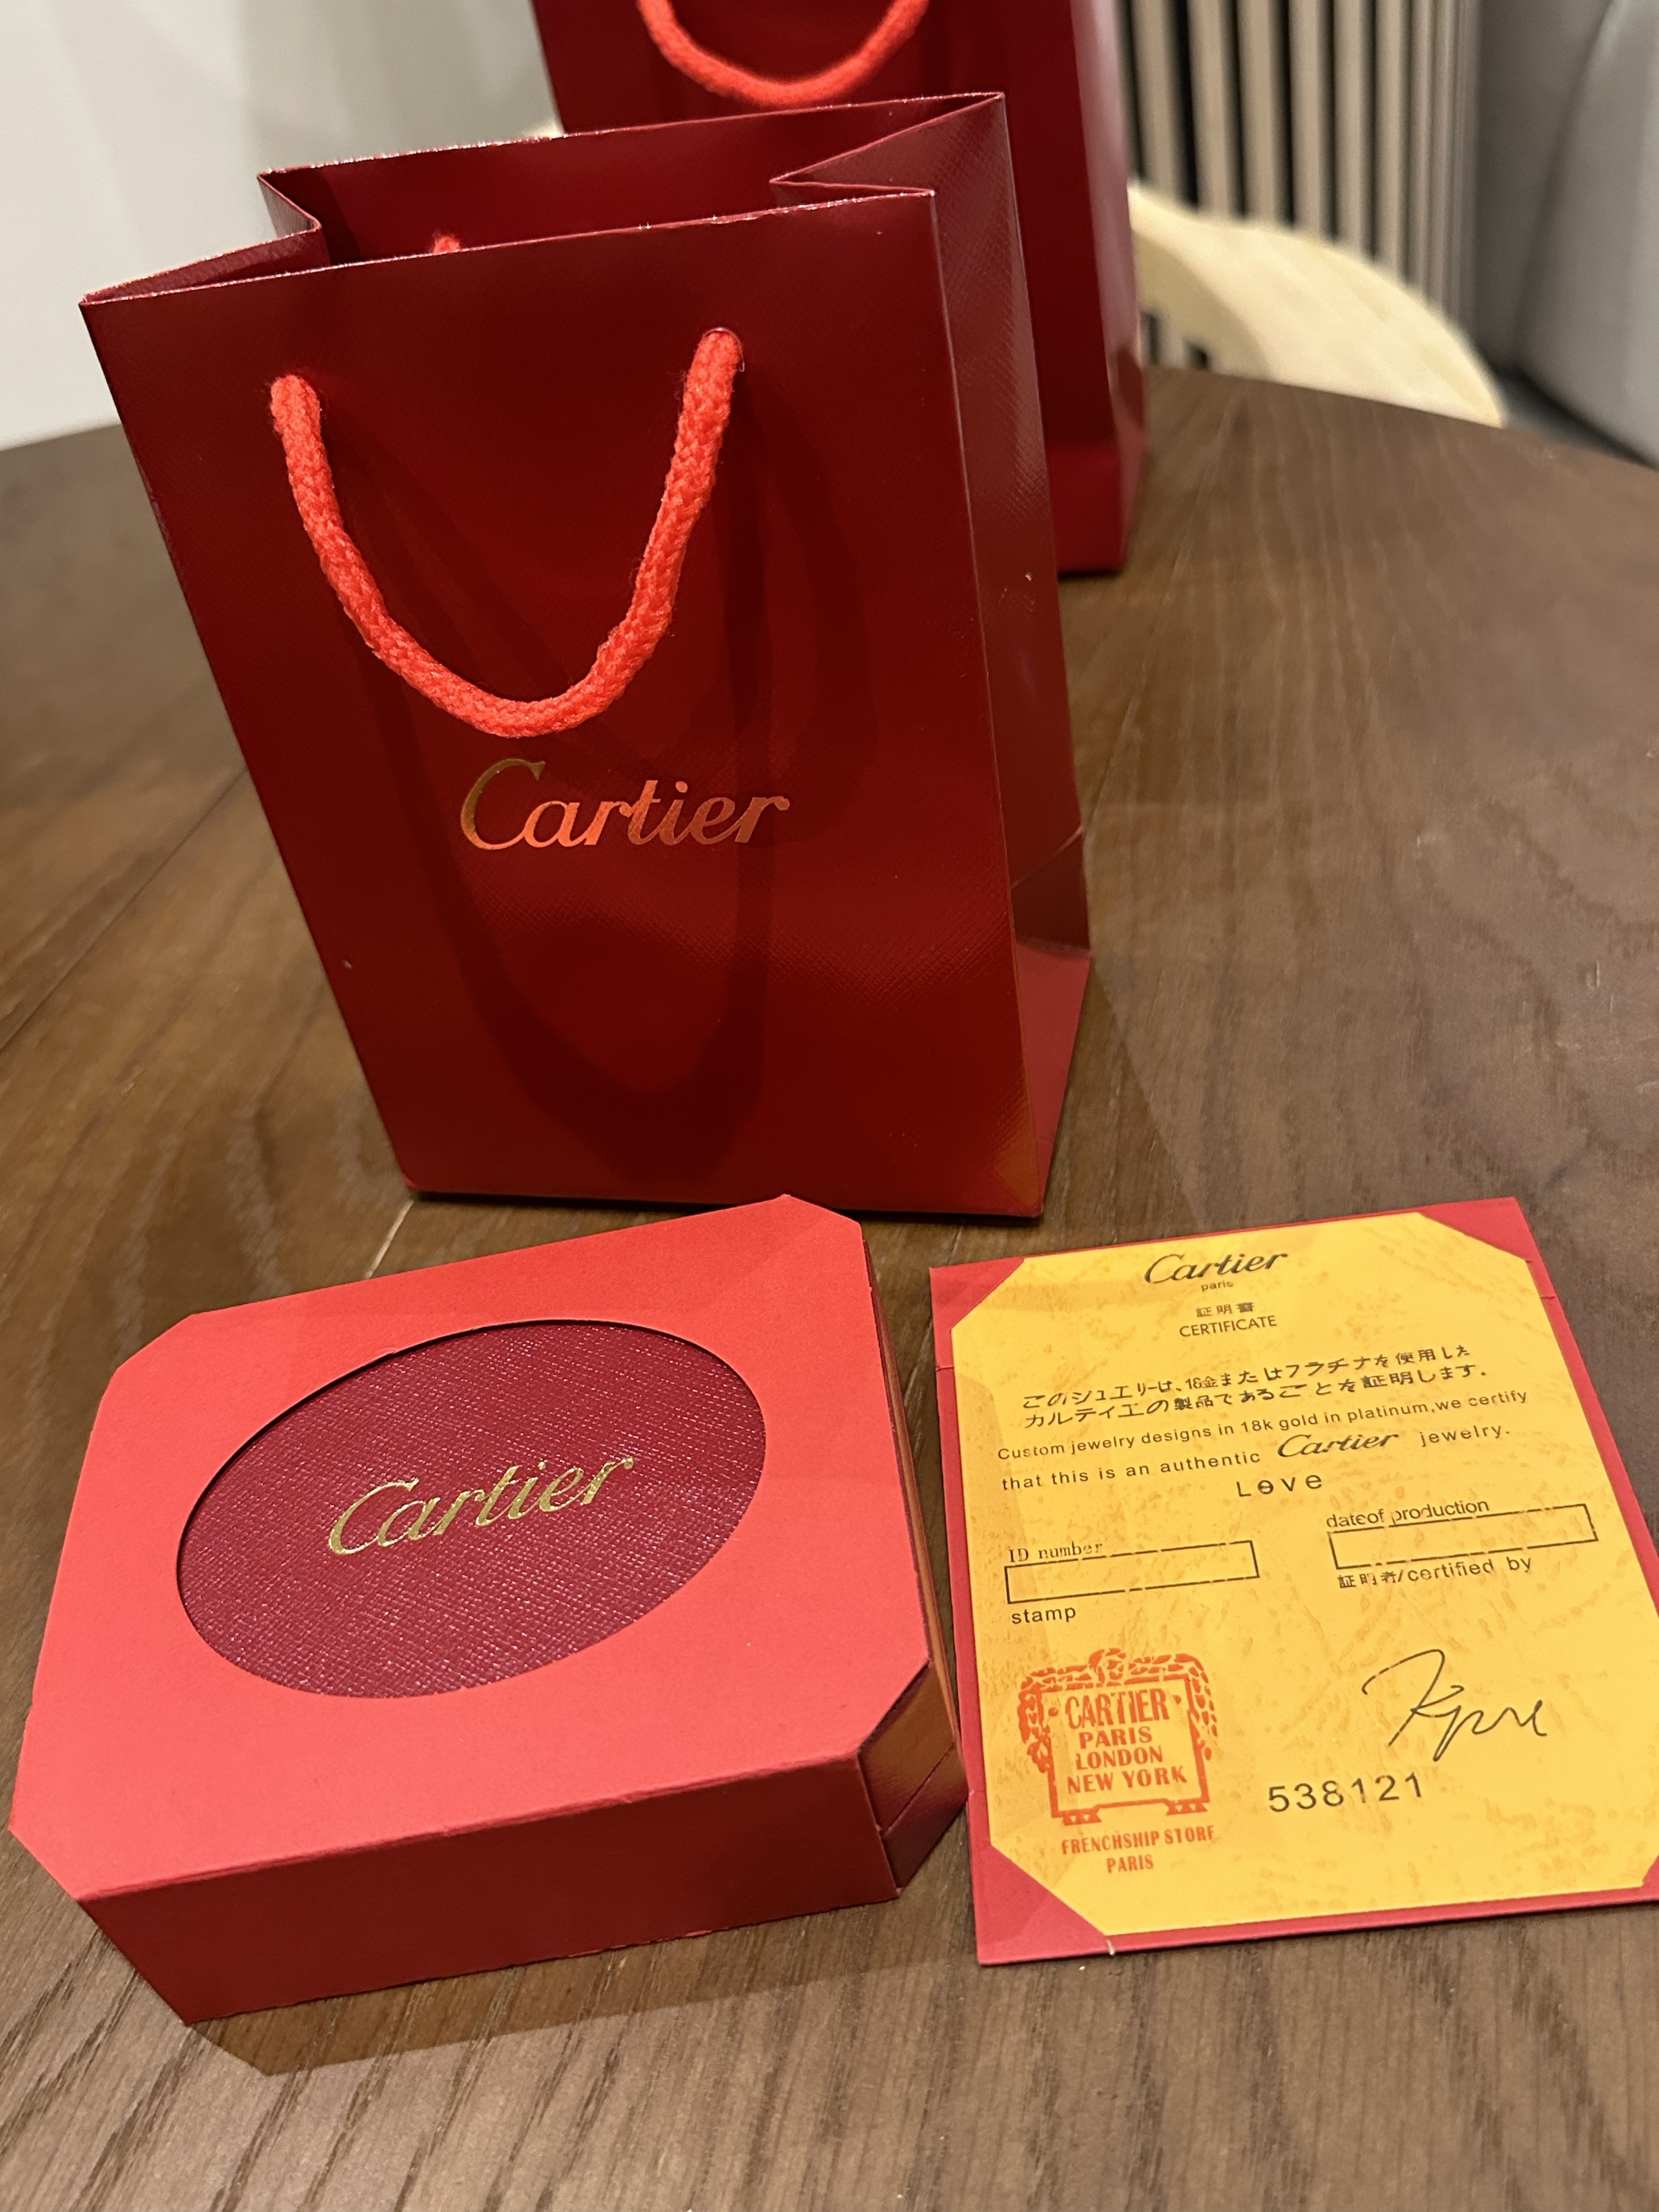 Cartier
Cartier
Cartier
paris
証明書
CERTIFICATE
このジュエリーは、18金またはプラチナを使用した
カルティエの製品であることを証明します.
Custom jewelry designs in 18k gold in platinum,we certify
that this is an authentic Cartier jewelry.
Love
ID number
dateof production
stamp
証明者/certified by
CARTIER
PARIS
LONDON
NEW YORK
538121
FRENCHSHIP STORE
PARIS